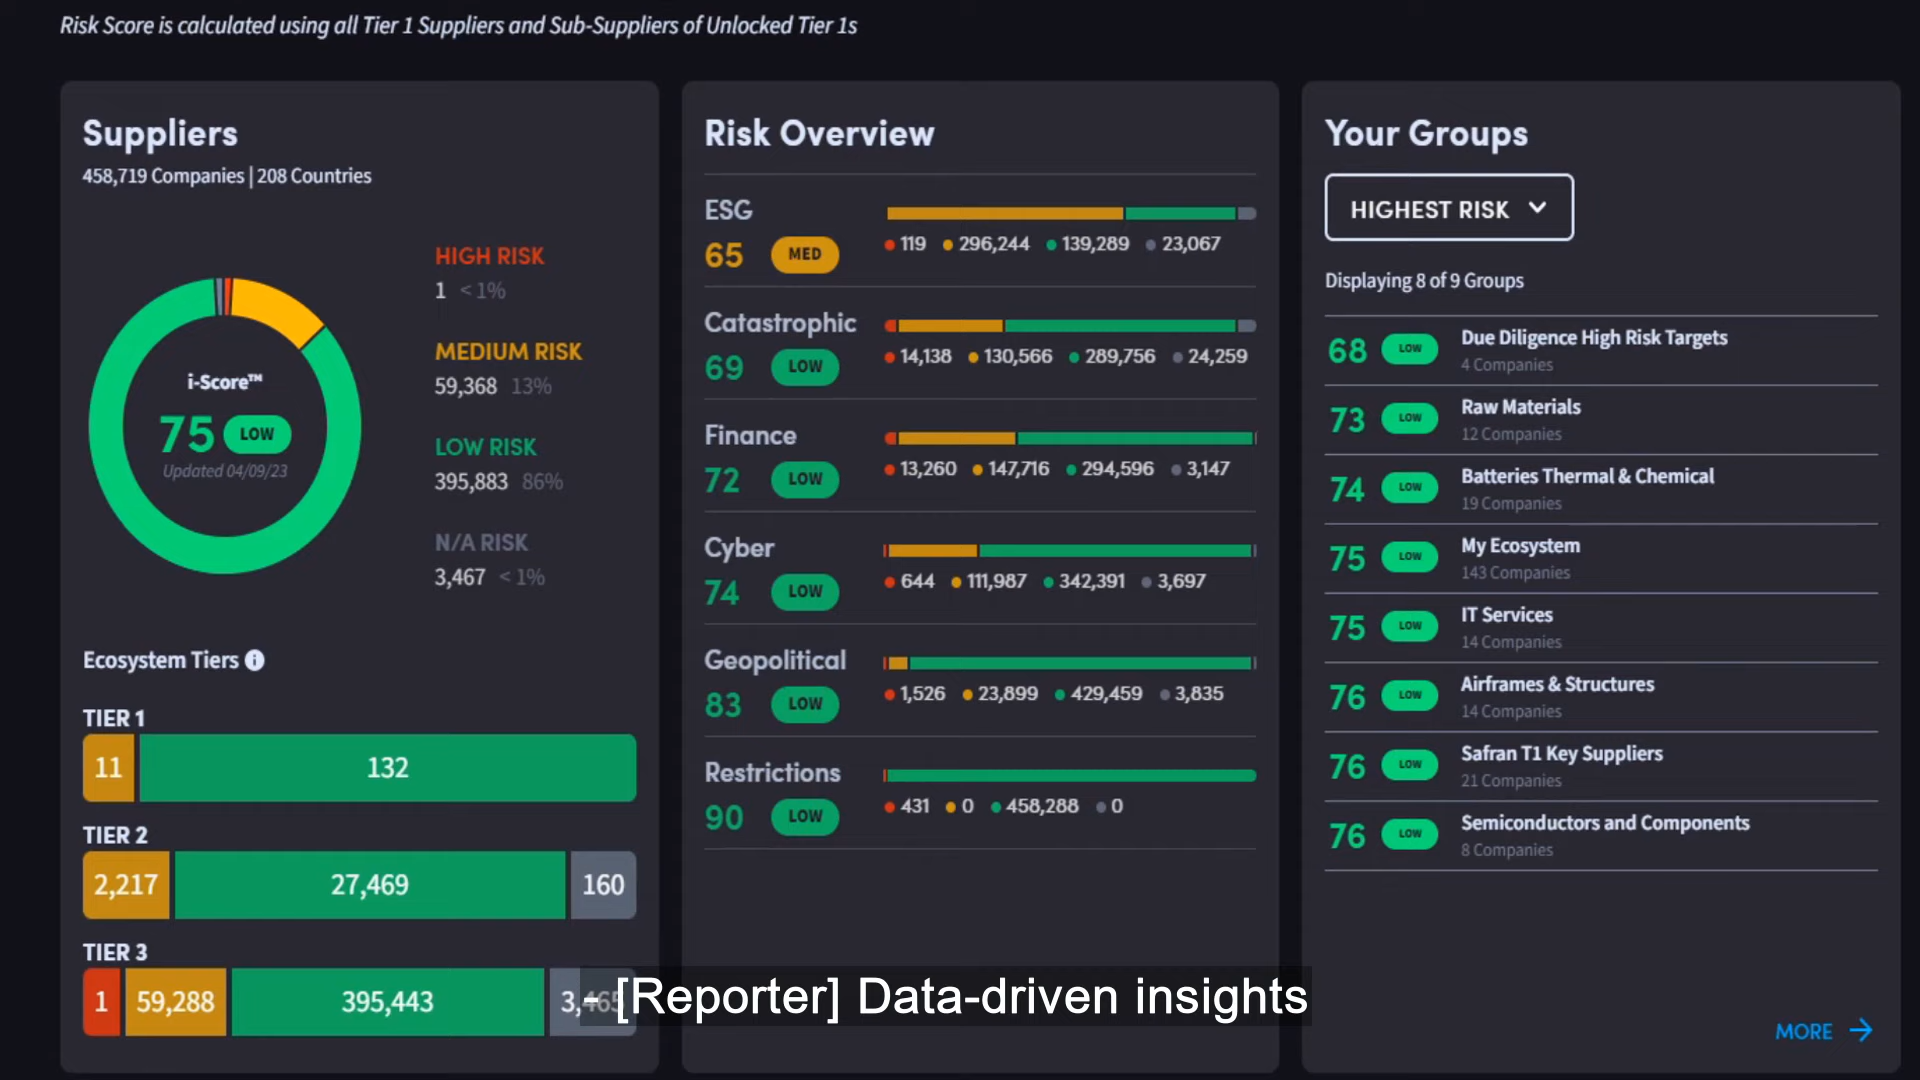 Risk Score is calculated using all Tier 1 Suppliers and Sub-Suppliers of Unlocked Tier 1s
Suppliers
458,719 Companies | 208 Countries
i-Score™
75 LOW
Updated 04/09/23
HIGH RISK
1 < 1%
MEDIUM RISK
59,368 13%
LOW RISK
395,883 86%
N/A RISK
3,467 < 1%
Ecosystem Tiers i
TIER 1
11 132
TIER 2
2,217 27,469 160
TIER 3
1 59,288 395,443 3,465
Risk Overview
ESG
65 MED
119 296,244 139,289 23,067
Catastrophic
69 LOW
14,138 130,566 289,756 24,259
Finance
72 LOW
13,260 147,716 294,596 3,147
Cyber
74 LOW
644 111,987 342,391 3,697
Geopolitical
83 LOW
1,526 23,899 429,459 3,835
Restrictions
90 LOW
431 0 458,288 0
Your Groups
HIGHEST RISK
Displaying 8 of 9 Groups
68 LOW Due Diligence High Risk Targets
4 Companies
73 LOW Raw Materials
12 Companies
74 LOW Batteries Thermal & Chemical
19 Companies
75 LOW My Ecosystem
143 Companies
75 LOW IT Services
14 Companies
76 LOW Airframes & Structures
14 Companies
76 LOW Safran T1 Key Suppliers
21 Companies
76 LOW Semiconductors and Components
8 Companies
MORE
- [Reporter] Data-driven insights